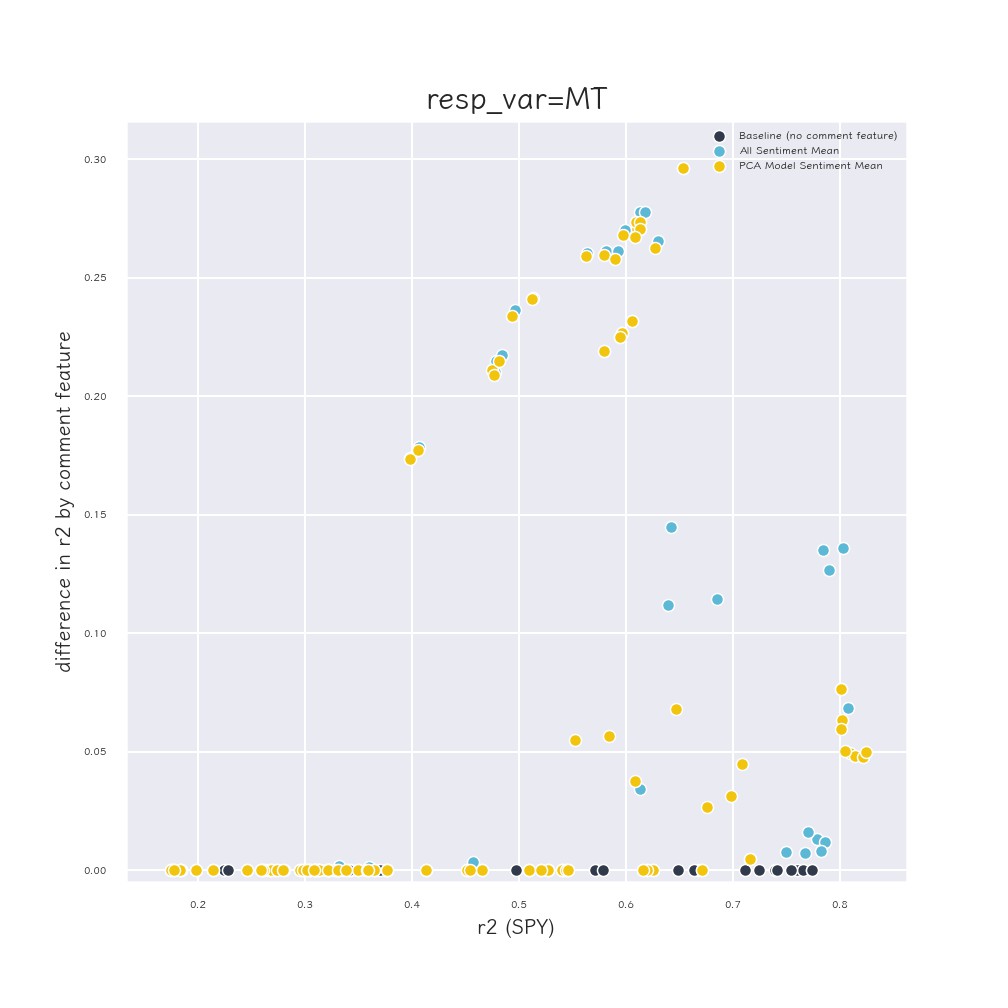 resp_var=MT
Baseline (no comment feature)
All Sentiment Mean
PCA Model Sentiment Mean
difference in r2 by comment feature
0.30
0.25
0.20
0.15
0.10
0.05
0.00
0.2 0.3 0.4 0.5 0.6 0.7 0.8
r2 (SPY)